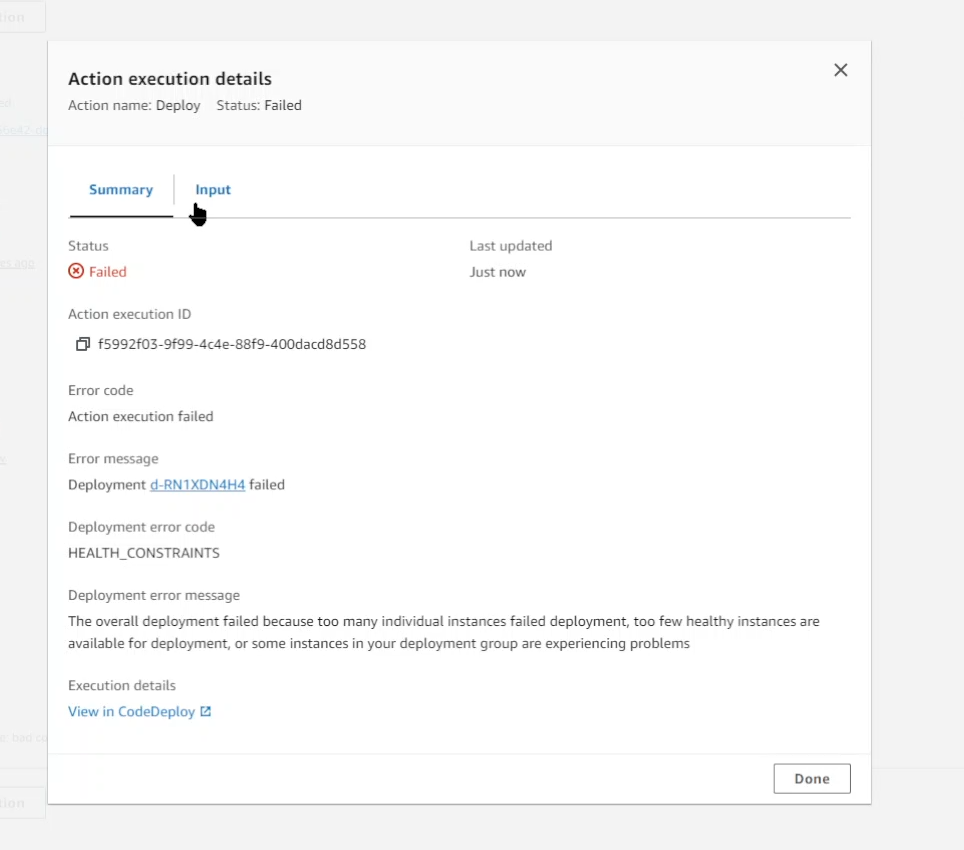 tion
Action execution details
Action name: Deploy Status: Failed
Summary Input
Status Last updated
Failed Just now
Action execution ID
f5992f03-9f99-4c4e-88f9-400dacd8d558
Error code
Action execution failed
Error message
Deployment d-RN1XDN4H4 failed
Deployment error code
HEALTH_CONSTRAINTS
Deployment error message
The overall deployment failed because too many individual instances failed deployment, too few healthy instances are
available for deployment, or some instances in your deployment group are experiencing problems
Execution details
View in CodeDeploy
Done
tion